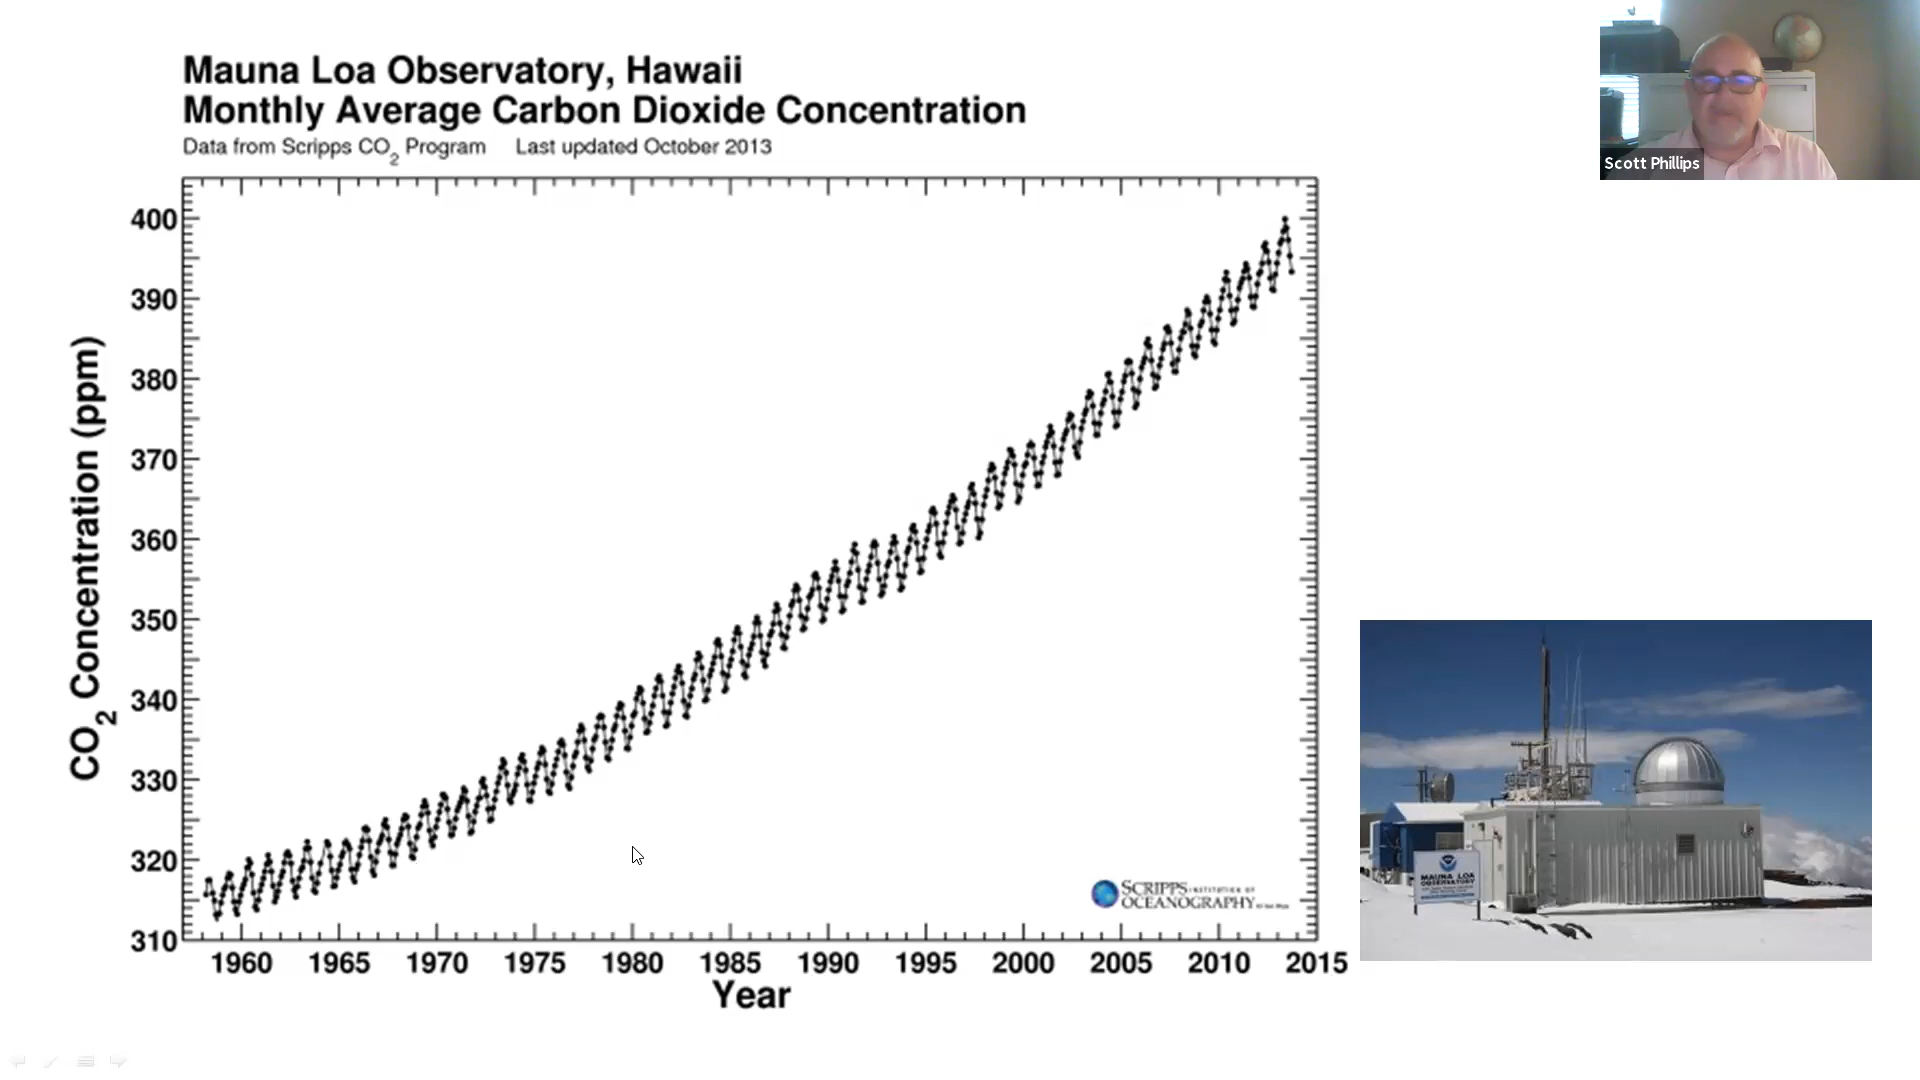 Mauna Loa Observatory, Hawaii
Monthly Average Carbon Dioxide Concentration
Data from Scripps CO2 Program Last updated October 2013
Scott Phillips
400
390
380
370
360
350
340
330
320
310
CO2 Concentration (ppm)
1960 1965 1970 1975 1980 1985 1990 1995 2000 2005 2010 2015
Year
SCRIPPS INSTITUTION OF
OCEANOGRAPHY
MAUNA LOA
OBSERVATORY